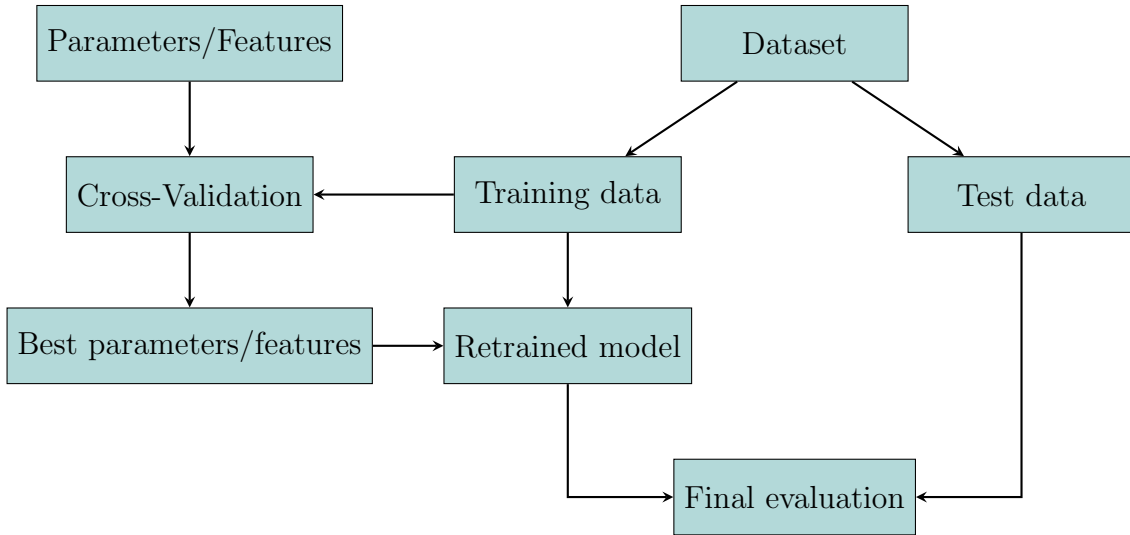 Parameters/Features
Dataset
Cross-Validation
Training data
Test data
Best parameters/features
Retrained model
Final evaluation